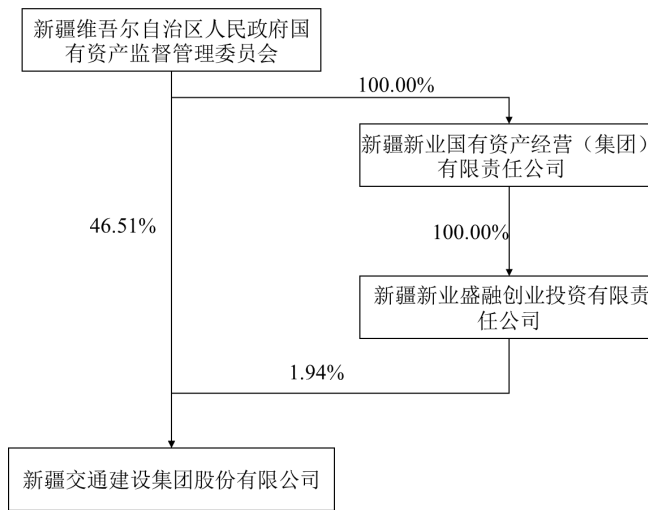 新疆维吾尔自治区人民政府国
有资产监督管理委员会
100.00%
新疆新业国有资产经营（集团）
有限责任公司
46.51%
100.00%
新疆新业盛融创业投资有限责
任公司
1.94%
新疆交通建设集团股份有限公司